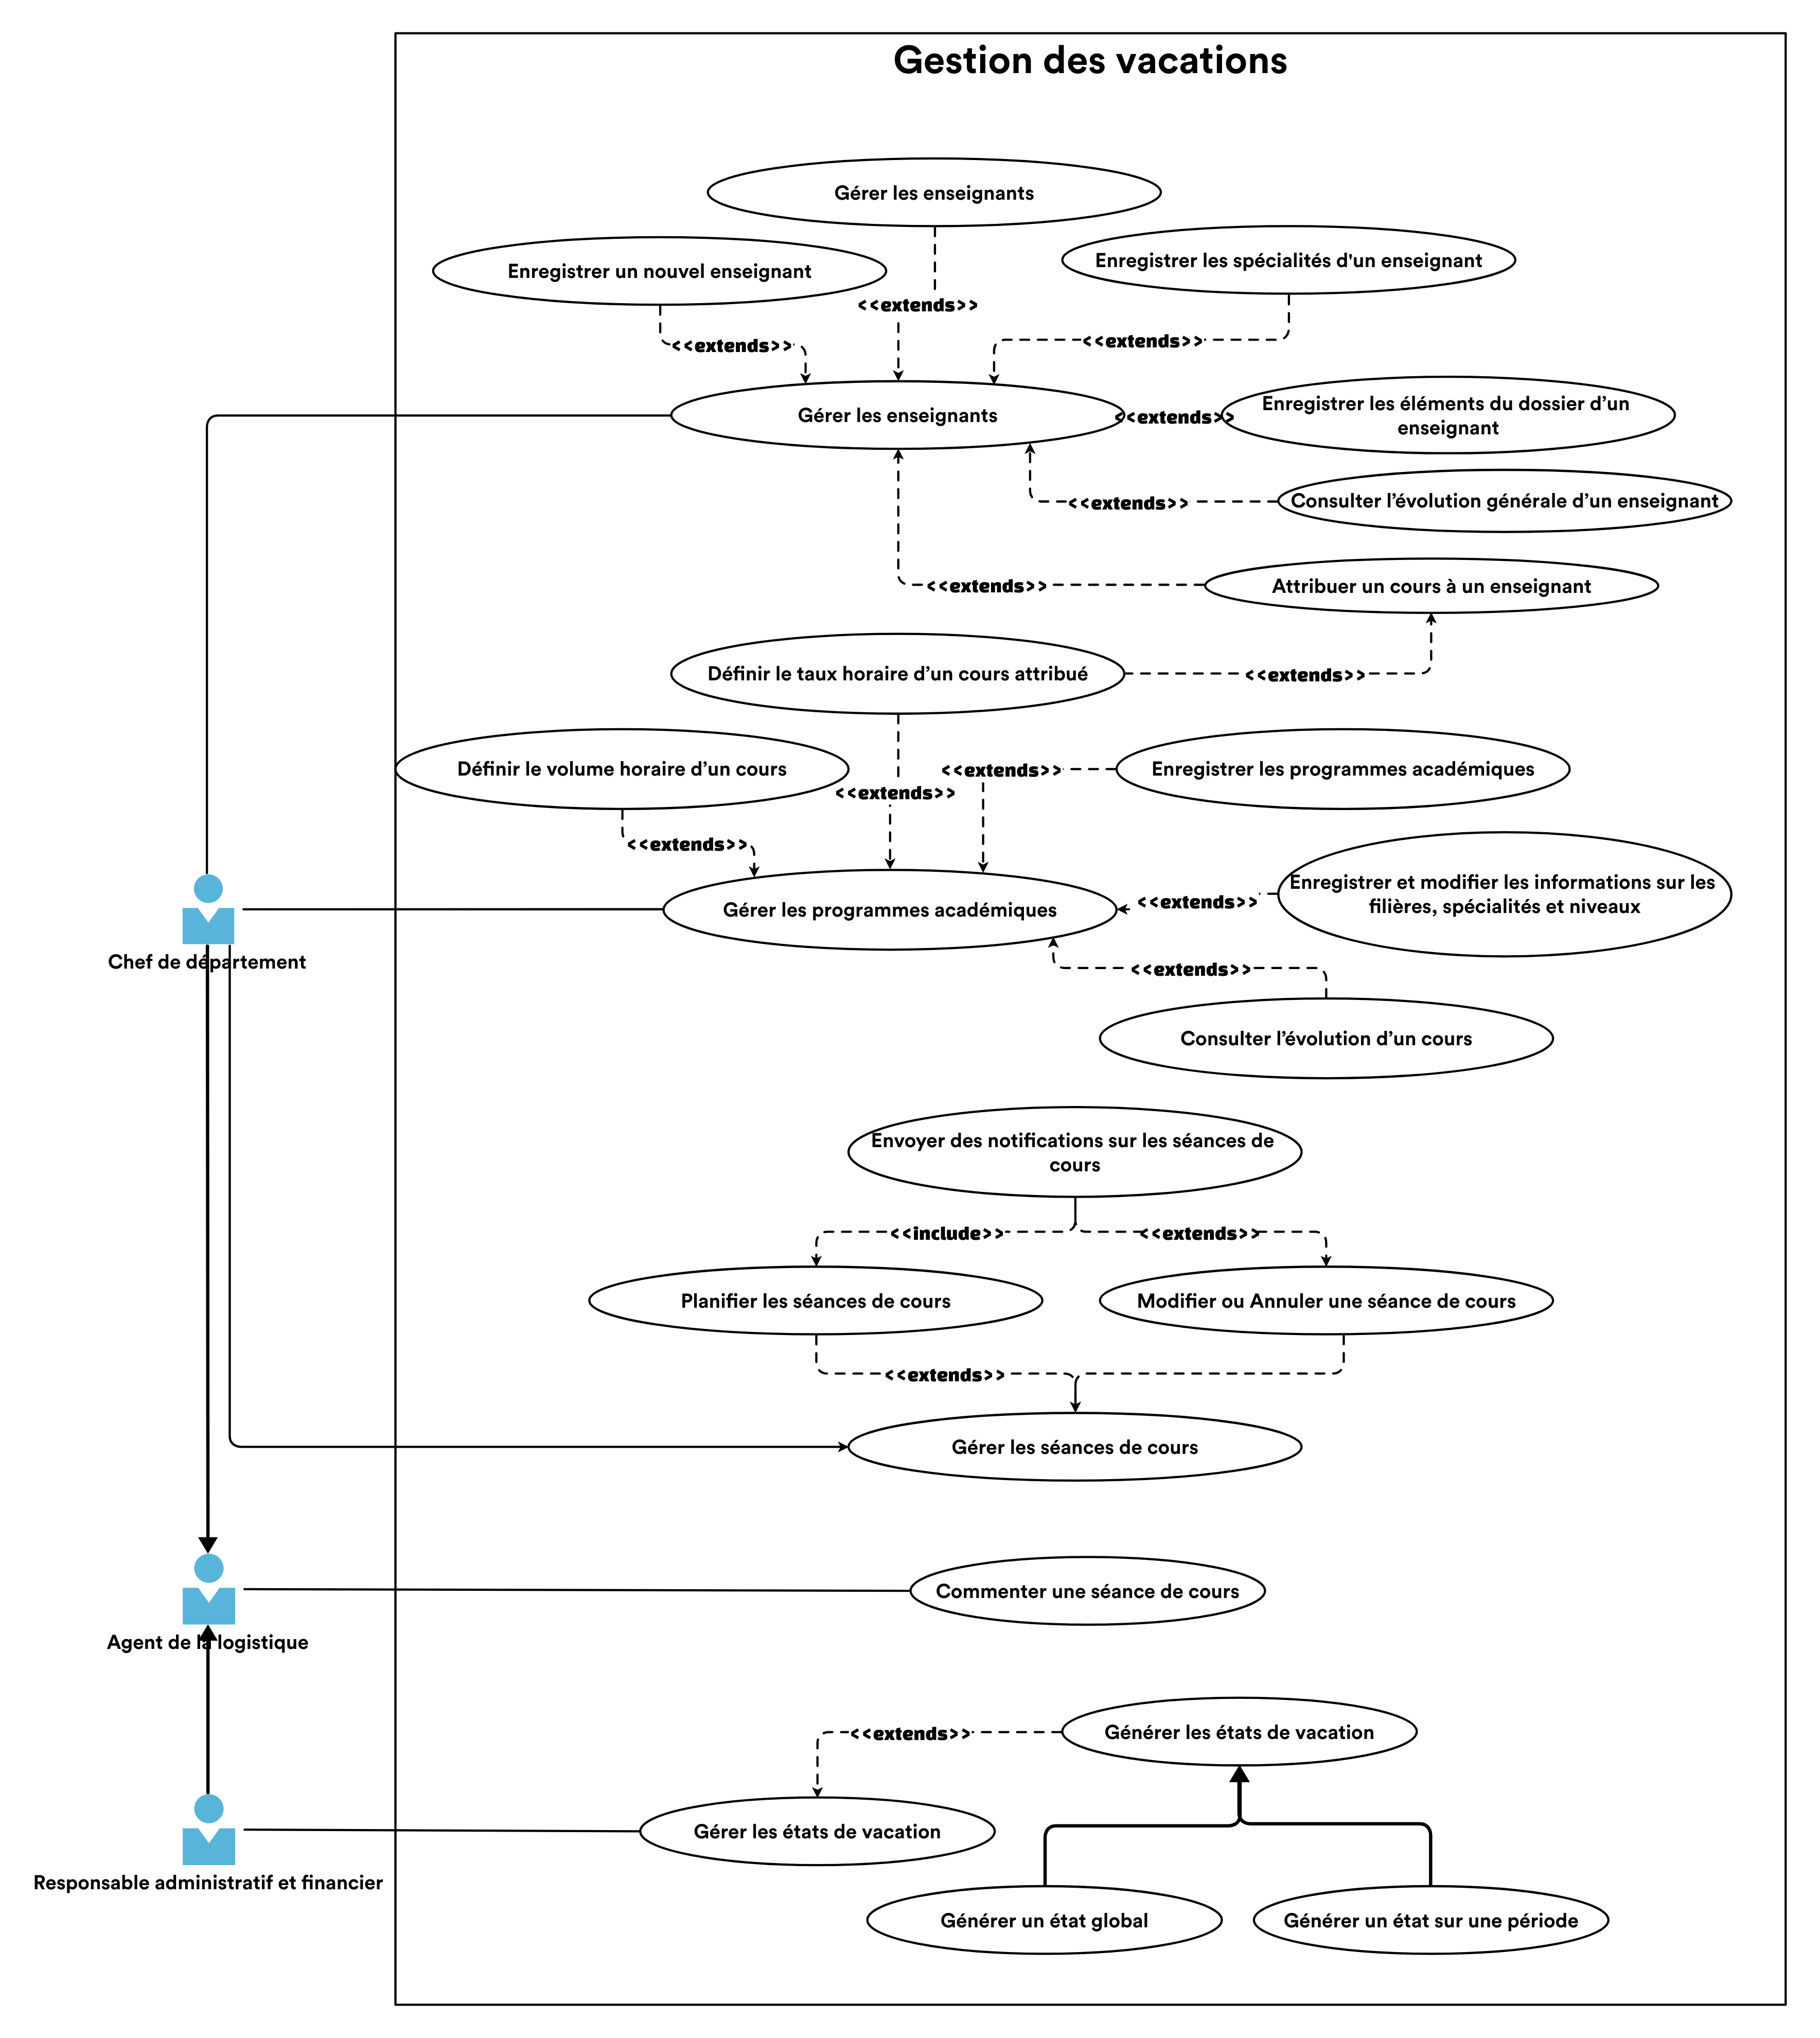 Gestion des vacations
Gérer les enseignants
Enregistrer un nouvel enseignant
Enregistrer les spécialités d'un enseignant
<<extends>>
<<extends>>
<<extends>>
Gérer les enseignants
<<extends>>
Enregistrer les éléments du dossier d’un
enseignant
<<extends>>
Consulter l’évolution générale d’un enseignant
<<extends>>
Attribuer un cours à un enseignant
Définir le taux horaire d’un cours attribué
<<extends>>
Définir le volume horaire d’un cours
<<extends>>
Enregistrer les programmes académiques
<<extends>>
<<extends>>
Enregistrer et modifier les informations sur les
filières, spécialités et niveaux
<<extends>>
Gérer les programmes académiques
Chef de département
<<extends>>
Consulter l’évolution d’un cours
Envoyer des notifications sur les séances de
cours
<<include>>
<<extends>>
Planifier les séances de cours
Modifier ou Annuler une séance de cours
<<extends>>
Gérer les séances de cours
Commenter une séance de cours
Agent de la logistique
<<extends>>
Générer les états de vacation
Gérer les états de vacation
Responsable administratif et financier
Générer un état global
Générer un état sur une période